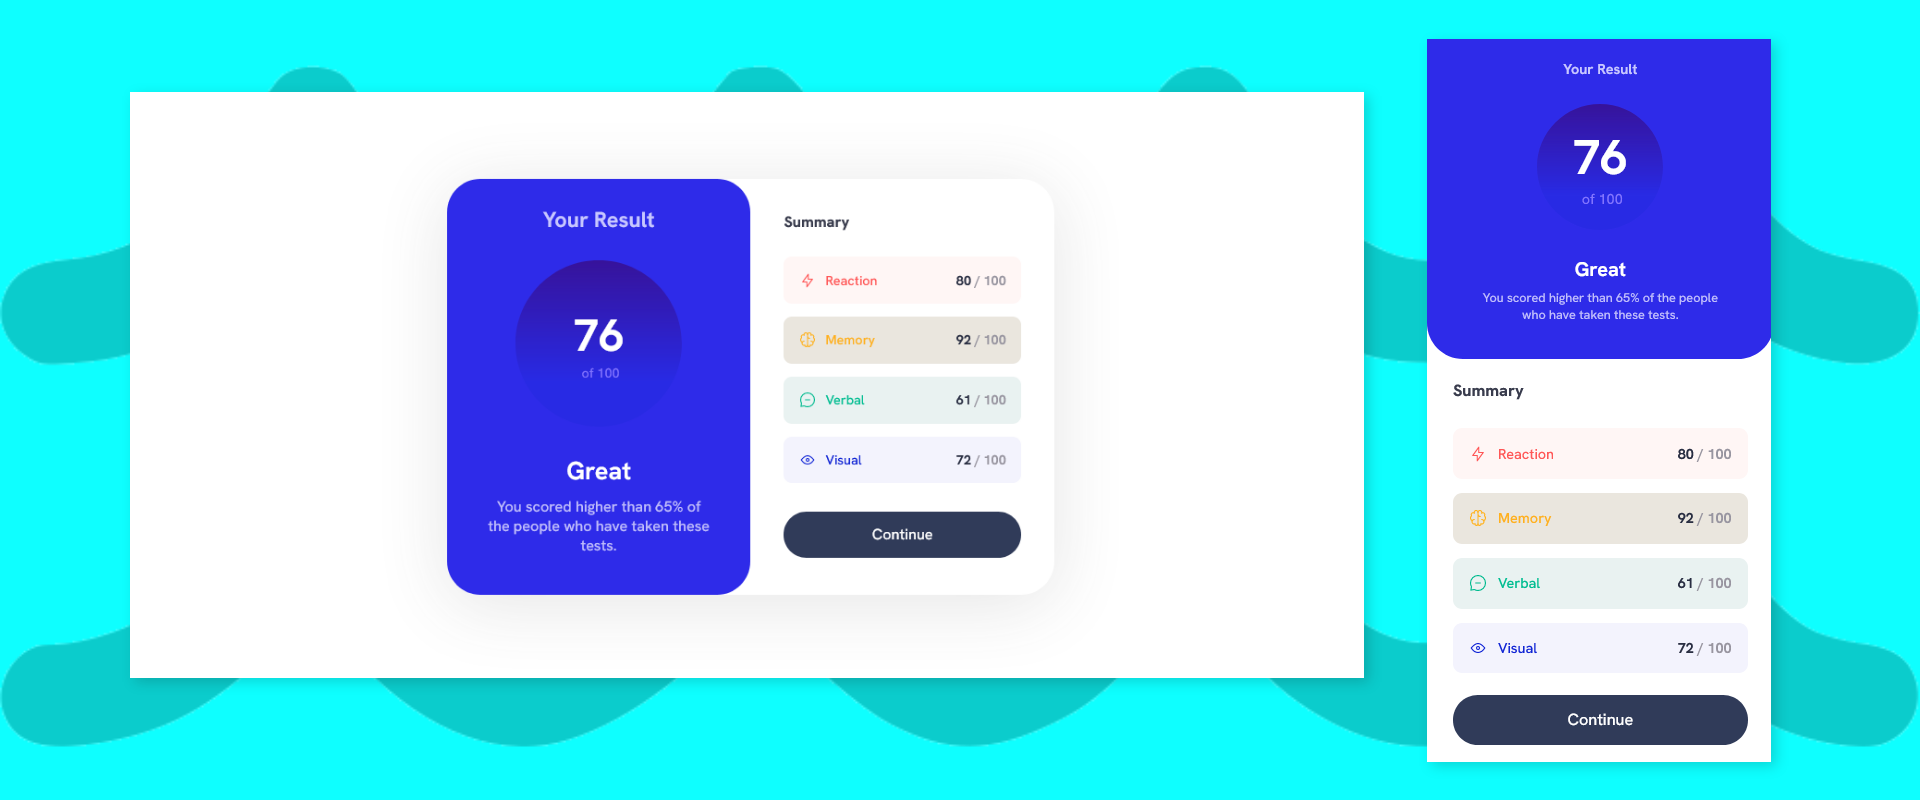 Your Result
76
of 100
Great
You scored higher than 65% of
the people who have taken these
tests.
Summary
Reaction 80 / 100
Memory 92 / 100
Verbal 61 / 100
Visual 72 / 100
Continue
Your Result
76
of 100
Great
You scored higher than 65% of the people
who have taken these tests.
Summary
Reaction 80 / 100
Memory 92 / 100
Verbal 61 / 100
Visual 72 / 100
Continue